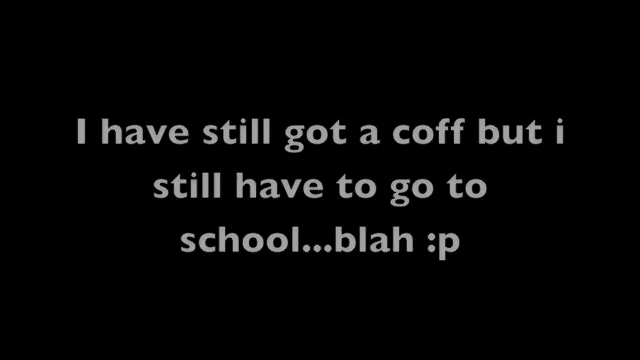 I have still got a coff but i
still have to go to
school...blah :p